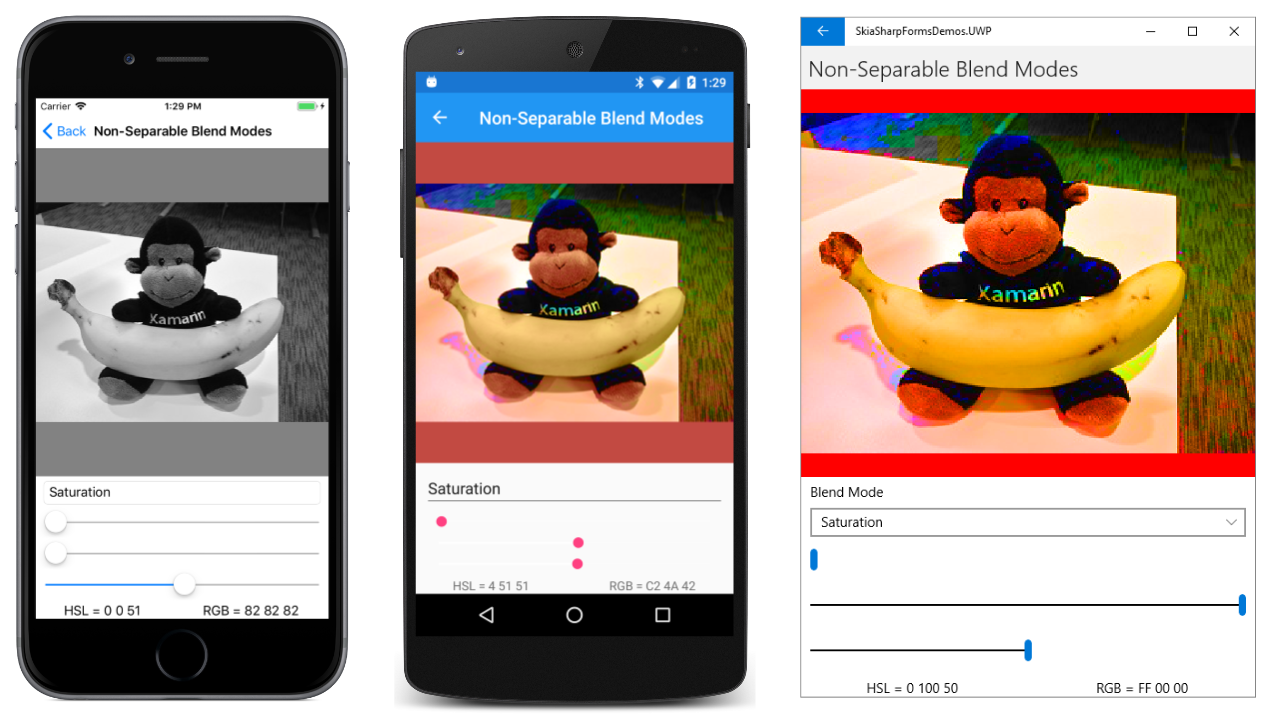 Carrier 1:29 PM
Back Non-Separable Blend Modes
Xamarin
Saturation
HSL = 0 0 51 RGB = 82 82 82
1:29
Non-Separable Blend Modes
Xamarin
Saturation
HSL = 4 51 51 RGB = C2 4A 42
SkiaSharpFormsDemos.UWP
Non-Separable Blend Modes
Xamarin
Blend Mode
Saturation
HSL = 0 100 50 RGB = FF 00 00